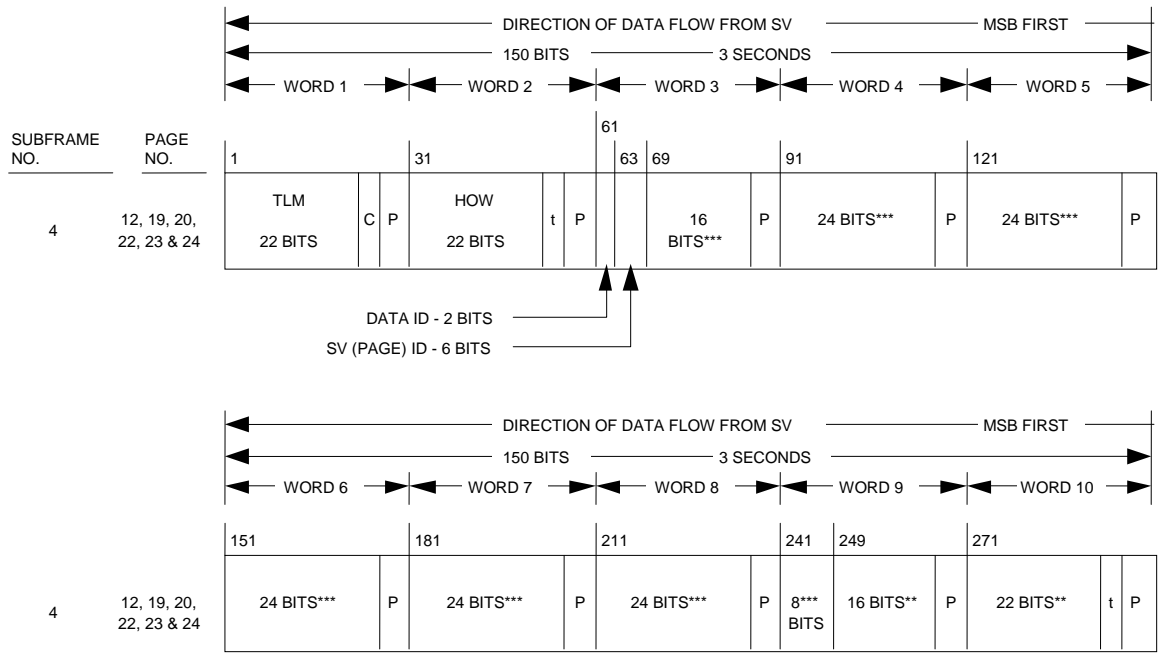 DIRECTION OF DATA FLOW FROM SV MSB FIRST
150 BITS 3 SECONDS
WORD 1 WORD 2 WORD 3 WORD 4 WORD 5
SUBFRAME NO. PAGE NO.
61
1 31 63 69 91 121
4
12, 19, 20,
22, 23 & 24
TLM
22 BITS
C P
HOW
22 BITS
t P
16
BITS***
P
24 BITS*** P
24 BITS*** P
DATA ID - 2 BITS
SV (PAGE) ID - 6 BITS
DIRECTION OF DATA FLOW FROM SV MSB FIRST
150 BITS 3 SECONDS
WORD 6 WORD 7 WORD 8 WORD 9 WORD 10
151 181 211 241 249 271
4
12, 19, 20,
22, 23 & 24
24 BITS*** P
24 BITS*** P
24 BITS*** P
8***
BITS
16 BITS** P
22 BITS** t P